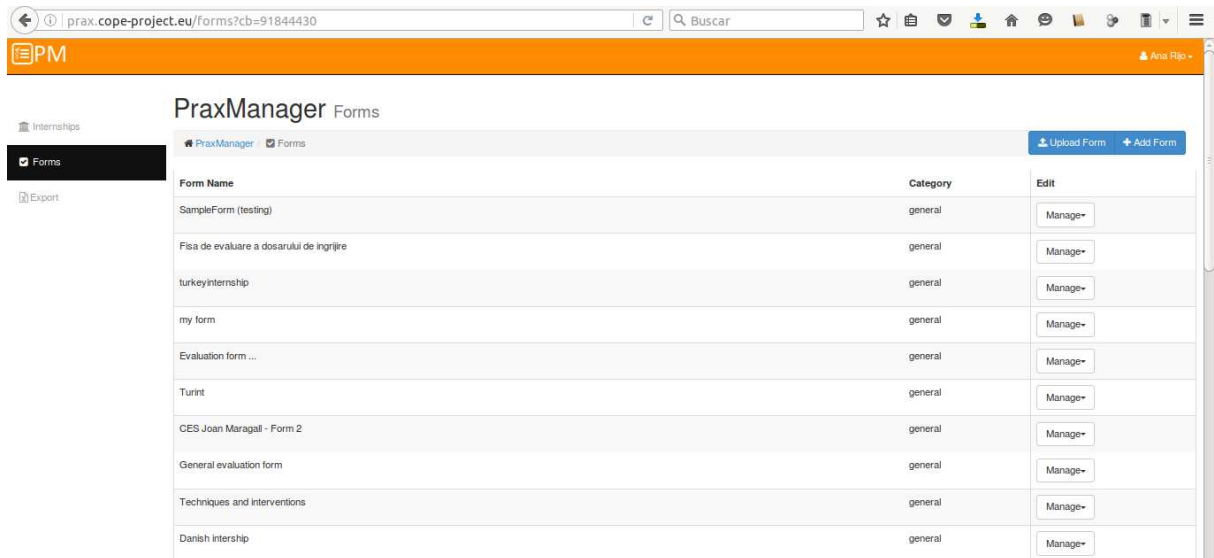 prax.cope-project.eu/forms?cb=91844430
Buscar
PM
Ana Rijo
PraxManager Forms
Internships
PraxManager / Forms
Upload Form
Add Form
Forms
Form Name Category Edit
Export
SampleForm (testing) general Manage
Fisa de evaluare a dosarului de ingrijire general Manage
turkeyinternship general Manage
my form general Manage
Evaluation form ... general Manage
Turint general Manage
CES Joan Maragall - Form 2 general Manage
General evaluation form general Manage
Techniques and interventions general Manage
Danish intership general Manage